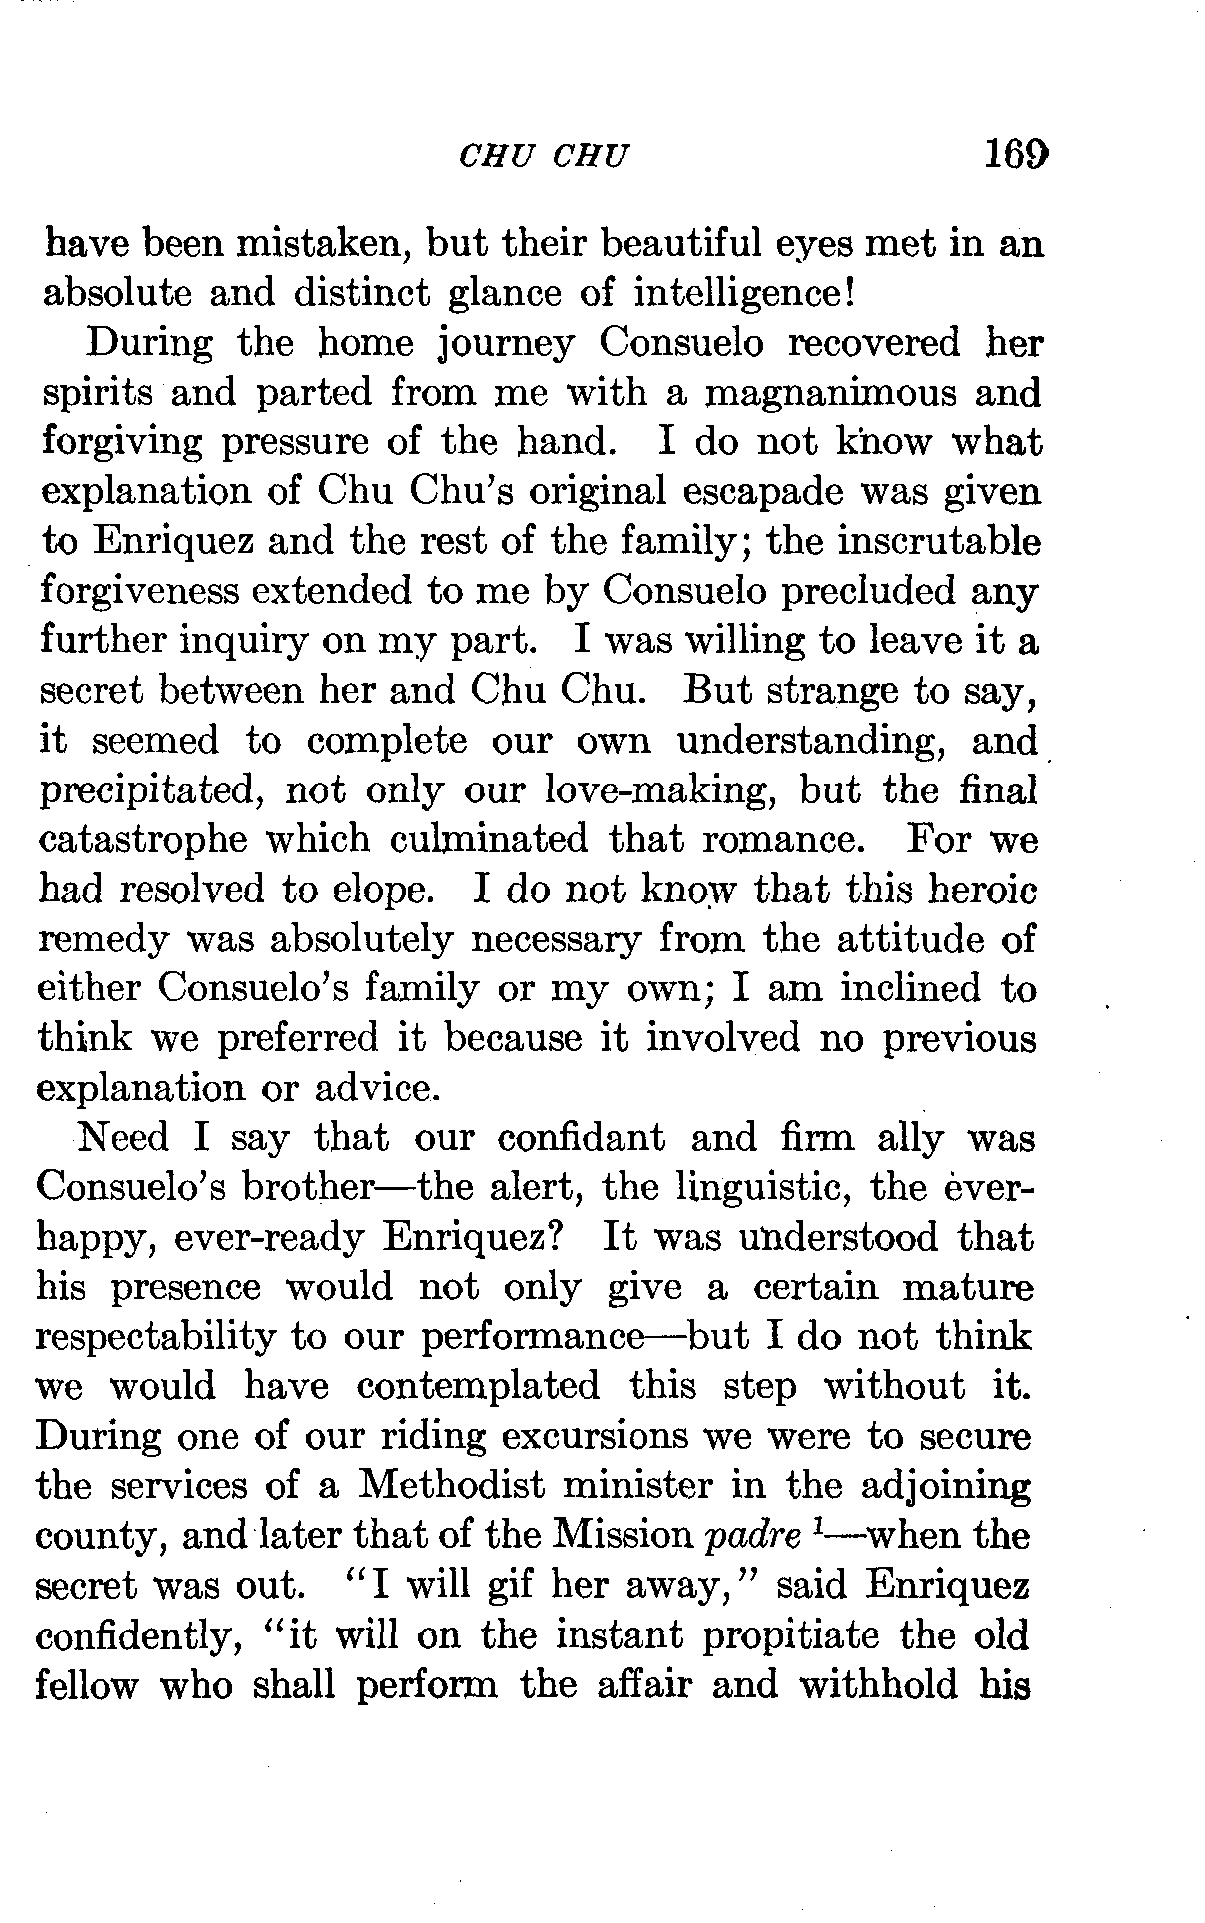 CHU CHU 169
have been mistaken, but their beautiful eyes met in an
absolute and distinct glance of intelligence!
During the home journey Consuelo recovered her
spirits and parted from me with a magnanimous and
forgiving pressure of the hand. I do not know what
explanation of Chu Chu's original escapade was given
to Enriquez and the rest of the family; the inscrutable
forgiveness extended to me by Consuelo precluded any
further inquiry on my part. I was willing to leave it a
secret between her and Chu Chu. But strange to say,
it seemed to complete our own understanding, and
precipitated, not only our love-making, but the final
catastrophe which culminated that romance. For we
had resolved to elope. I do not know that this heroic
remedy was absolutely necessary from the attitude of
either Consuelo's family or my own; I am inclined to
think we preferred it because it involved no previous
explanation or advice.
Need I say that our confidant and firm ally was
Consuelo's brother—the alert, the linguistic, the ever-
happy, ever-ready Enriquez? It was understood that
his presence would not only give a certain mature
respectability to our performance—but I do not think
we would have contemplated this step without it.
During one of our riding excursions we were to secure
the services of a Methodist minister in the adjoining
county, and later that of the Mission padre ¹—when the
secret was out. "I will gif her away," said Enriquez
confidently, "it will on the instant propitiate the old
fellow who shall perform the affair and withhold his